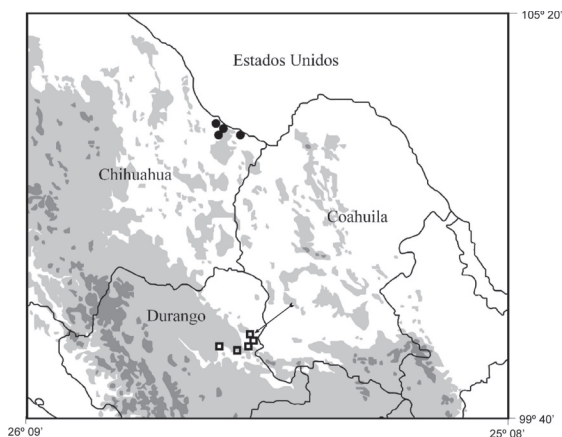 105º 20'
Estados Unidos
Chihuahua
Coahuila
Durango
99º 40'
26º 09'
25º 08'